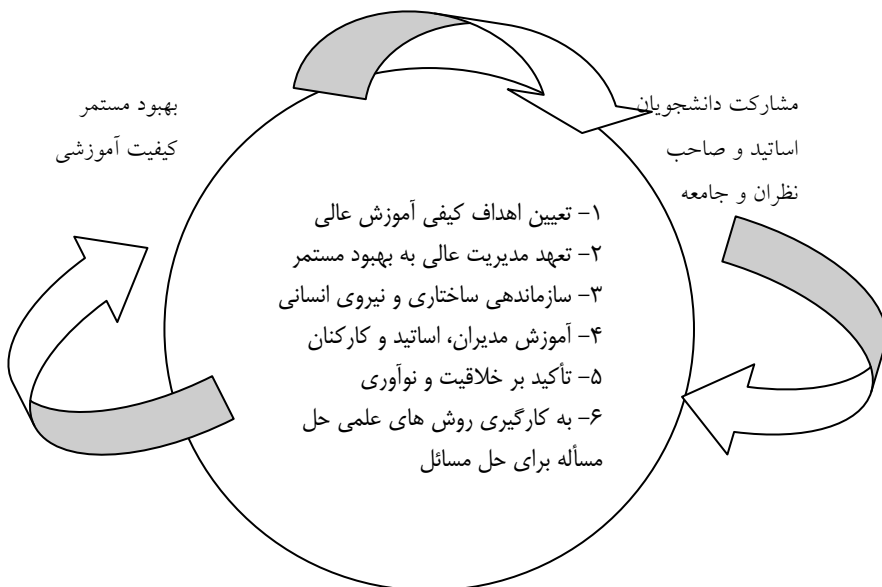 مشارکت دانشجویان
اساتید و صاحب
نظران و جامعه
بهبود مستمر
کیفیت آموزشی
۱- تعیین اهداف کیفی آموزش عالی
۲- تعهد مدیریت عالی به بهبود مستمر
۳- سازماندهی ساختاری و نیروی انسانی
۴- آموزش مدیران، اساتید و کارکنان
۵- تأکید بر خلاقیت و نوآوری
۶- به کارگیری روش های علمی حل
مسأله برای حل مسائل